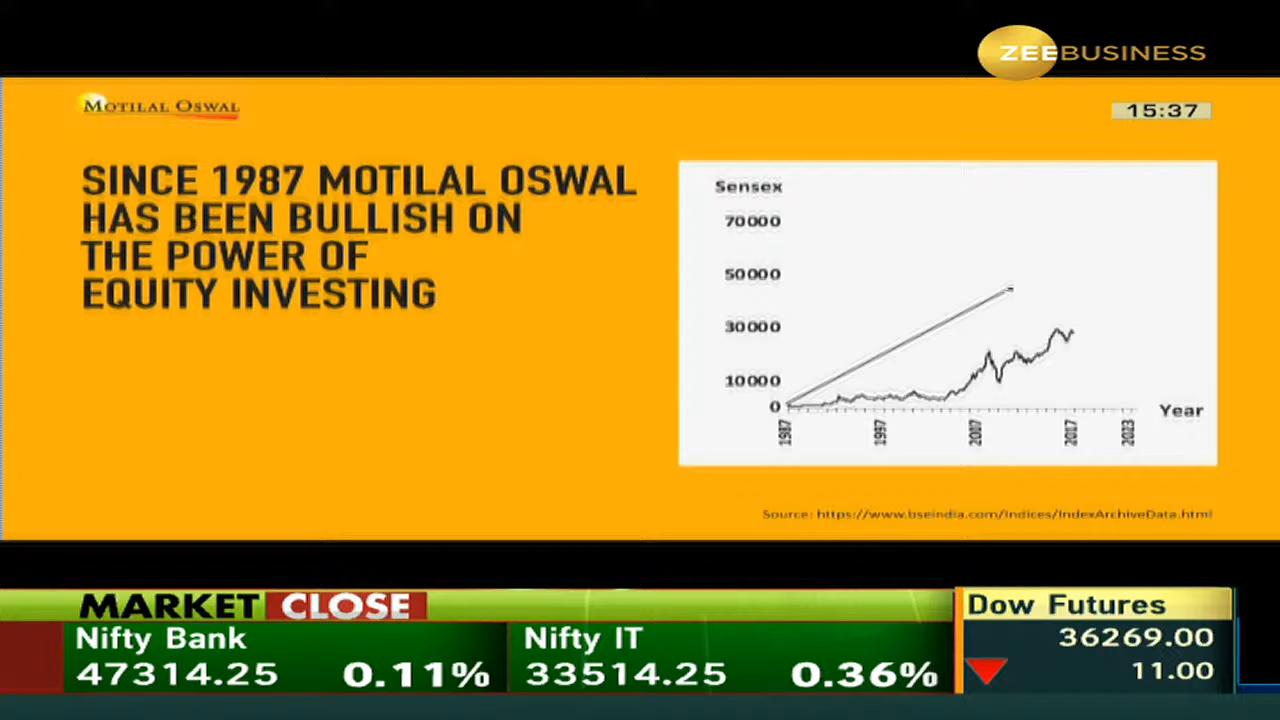 ZEEBUSINESS
MOTILAL OSWAL
15:37
SINCE 1987 MOTILAL OSWAL
HAS BEEN BULLISH ON
THE POWER OF
EQUITY INVESTING
Sensex
70000
50000
30000
10000
0
Year
1987
1997
2007
2017
2023
Source: https://www.bseindia.com/Indices/IndexArchiveData.html
MARKET CLOSE
Nifty Bank
47314.25 0.11%
Nifty IT
33514.25 0.36%
Dow Futures
36269.00
11.00